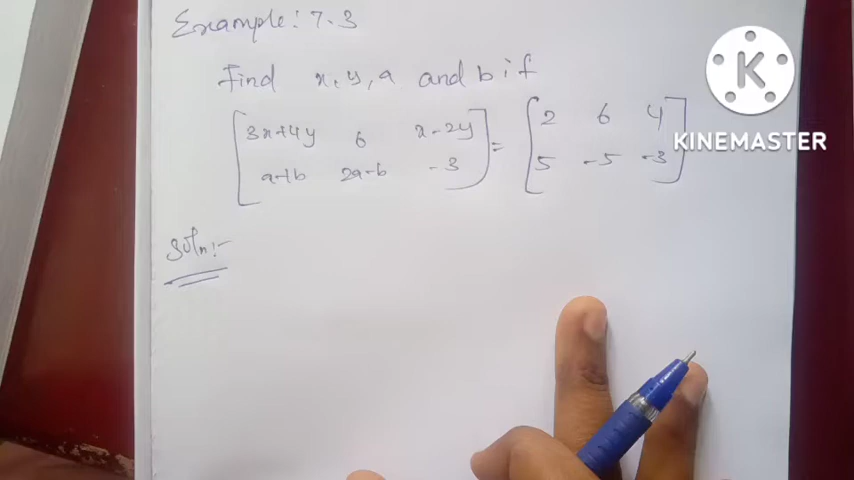 Example: 7.3
Find x, y, a and b if
[3x+4y 6 x-2y] = [2 6 4]
[a+b 2a-b -3] [5 -5 -3]
KINEMASTER
Soln:-